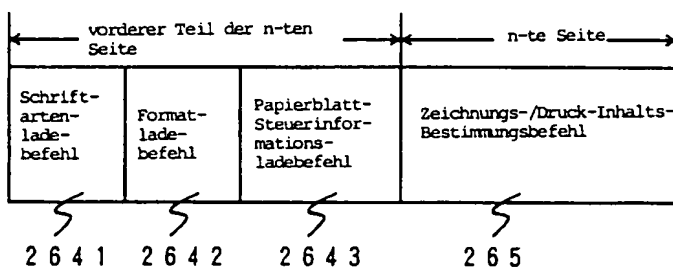 vorderer Teil der n-ten
Seite
n-te Seite
Schrift-
arten-
lade-
befehl
Format-
lade-
befehl
Papierblatt-
Steuerinfor-
mations-
ladebefehl
Zeichnungs-/Druck-Inhalts-
Bestimmungsbefehl
2641 2642 2643 265